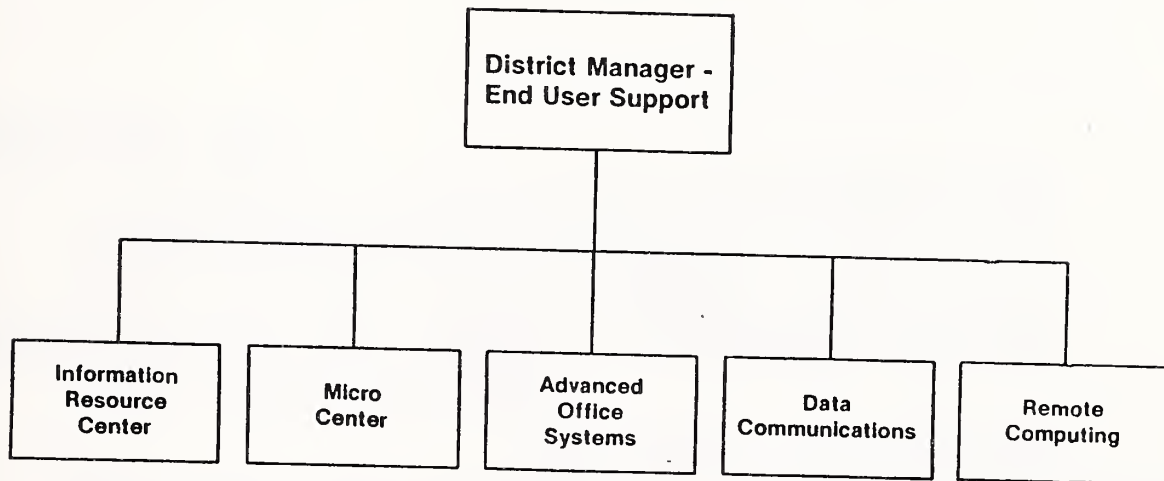 District Manager -
End User Support
Information
Resource
Center
Micro
Center
Advanced
Office
Systems
Data
Communications
Remote
Computing